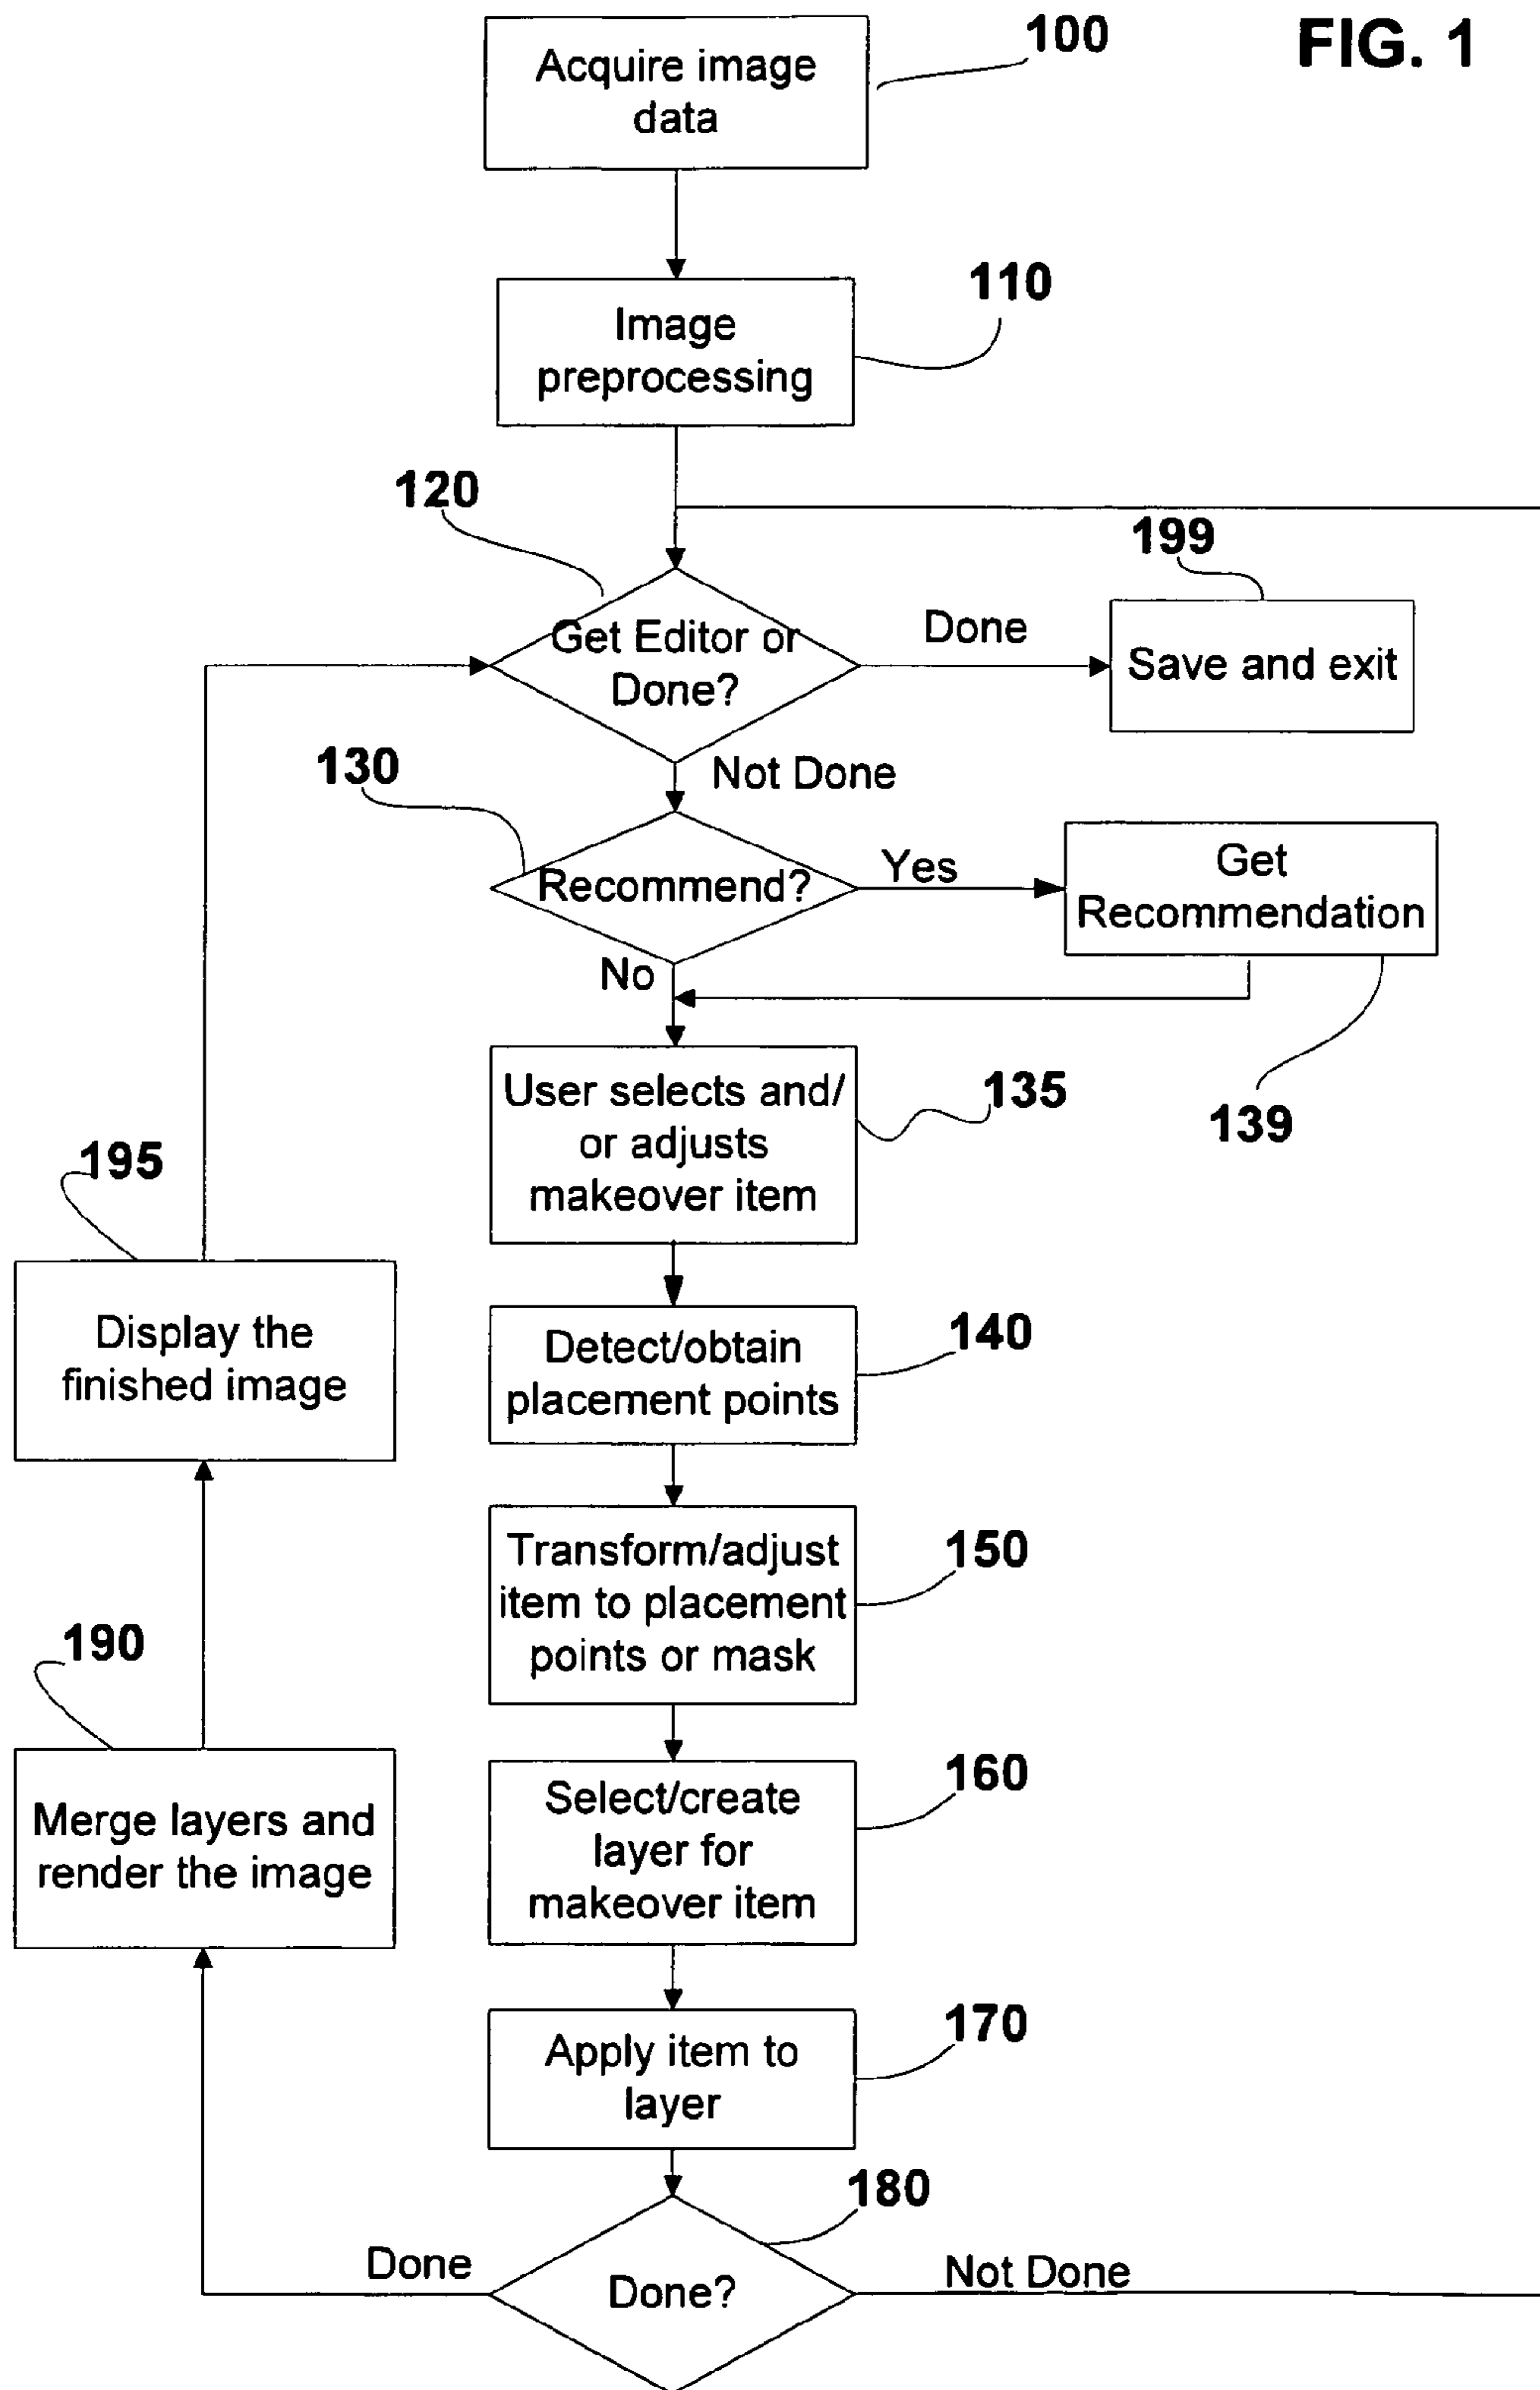 FIG. 1
100
Acquire image
data
110
Image
preprocessing
120
Get Editor or
Done?
Done
199
Save and exit
Not Done
130
Recommend?
Yes
Get
Recommendation
139
No
User selects and/
or adjusts
makeover item
135
Detect/obtain
placement points
140
Transform/adjust
item to placement
points or mask
150
Select/create
layer for
makeover item
160
Apply item to
layer
170
180
Done?
Done
Not Done
190
Merge layers and
render the image
195
Display the
finished image